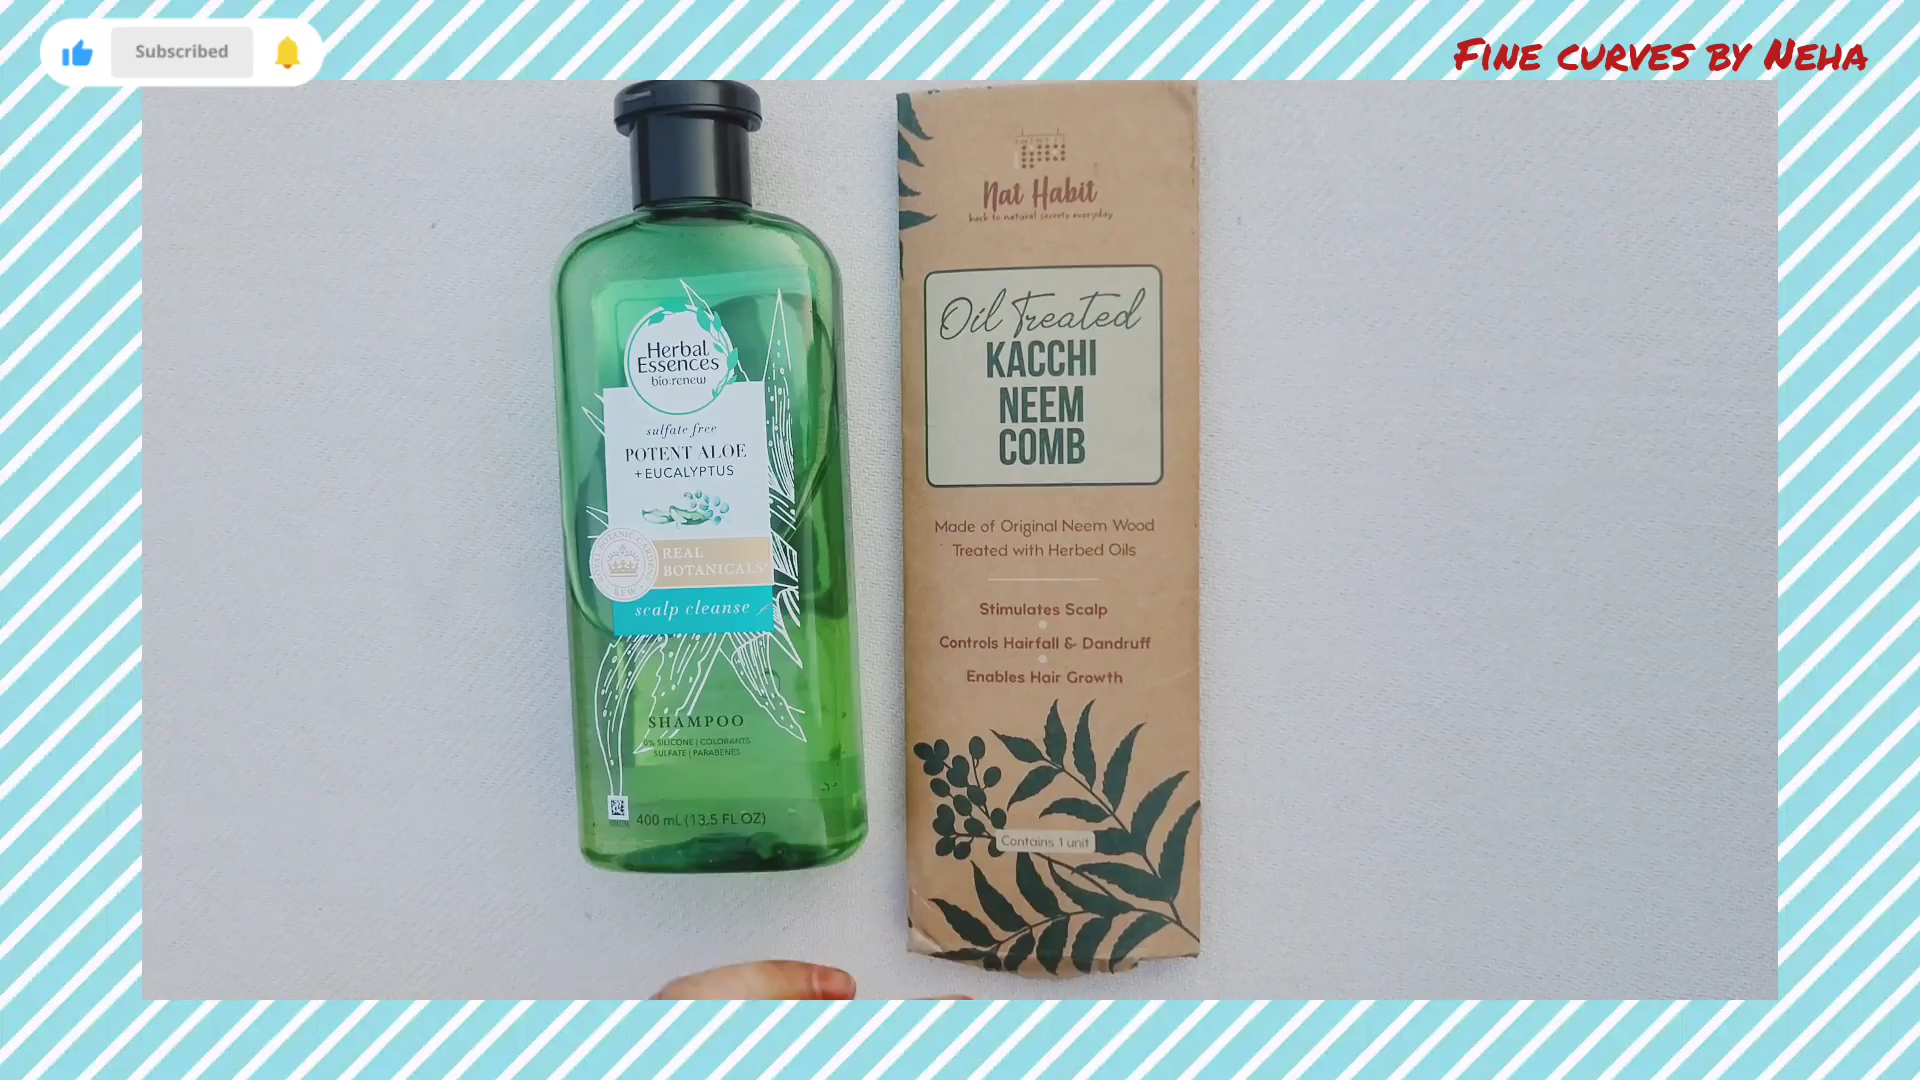 Subscribed
FINE CURVES BY NEHA
Herbal
Essences
bio:renew
sulfate free
POTENT ALOE
+EUCALYPTUS
REAL
BOTANICALS
scalp cleanse
SHAMPOO
0% SILICONE | COLORANTS
SULFATE | PARABENES
400 mL (13.5 FL OZ)
Nat Habit
back to natural secrets everyday
Oil Treated
KACCHI
NEEM
COMB
Made of Original Neem Wood
Treated with Herbed Oils
Stimulates Scalp
Controls Hairfall & Dandruff
Enables Hair Growth
Contains 1 unit